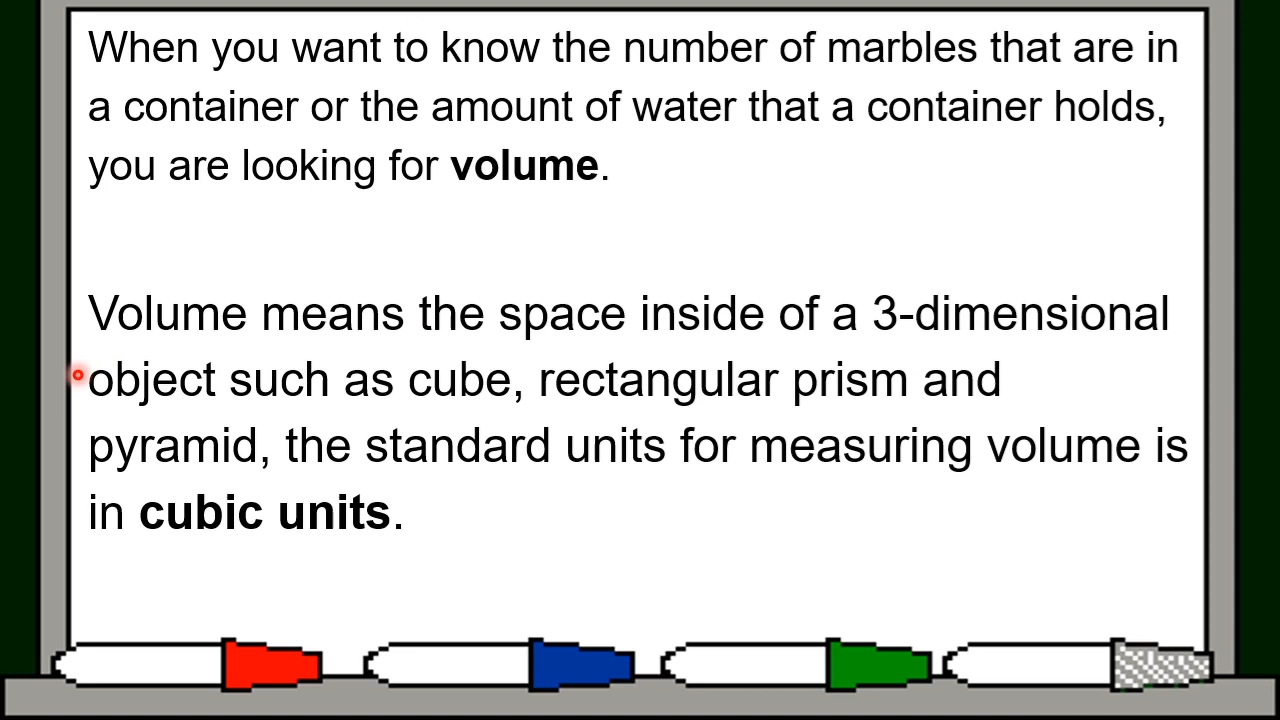 When you want to know the number of marbles that are in
a container or the amount of water that a container holds,
you are looking for volume.
Volume means the space inside of a 3-dimensional
object such as cube, rectangular prism and
pyramid, the standard units for measuring volume is
in cubic units.